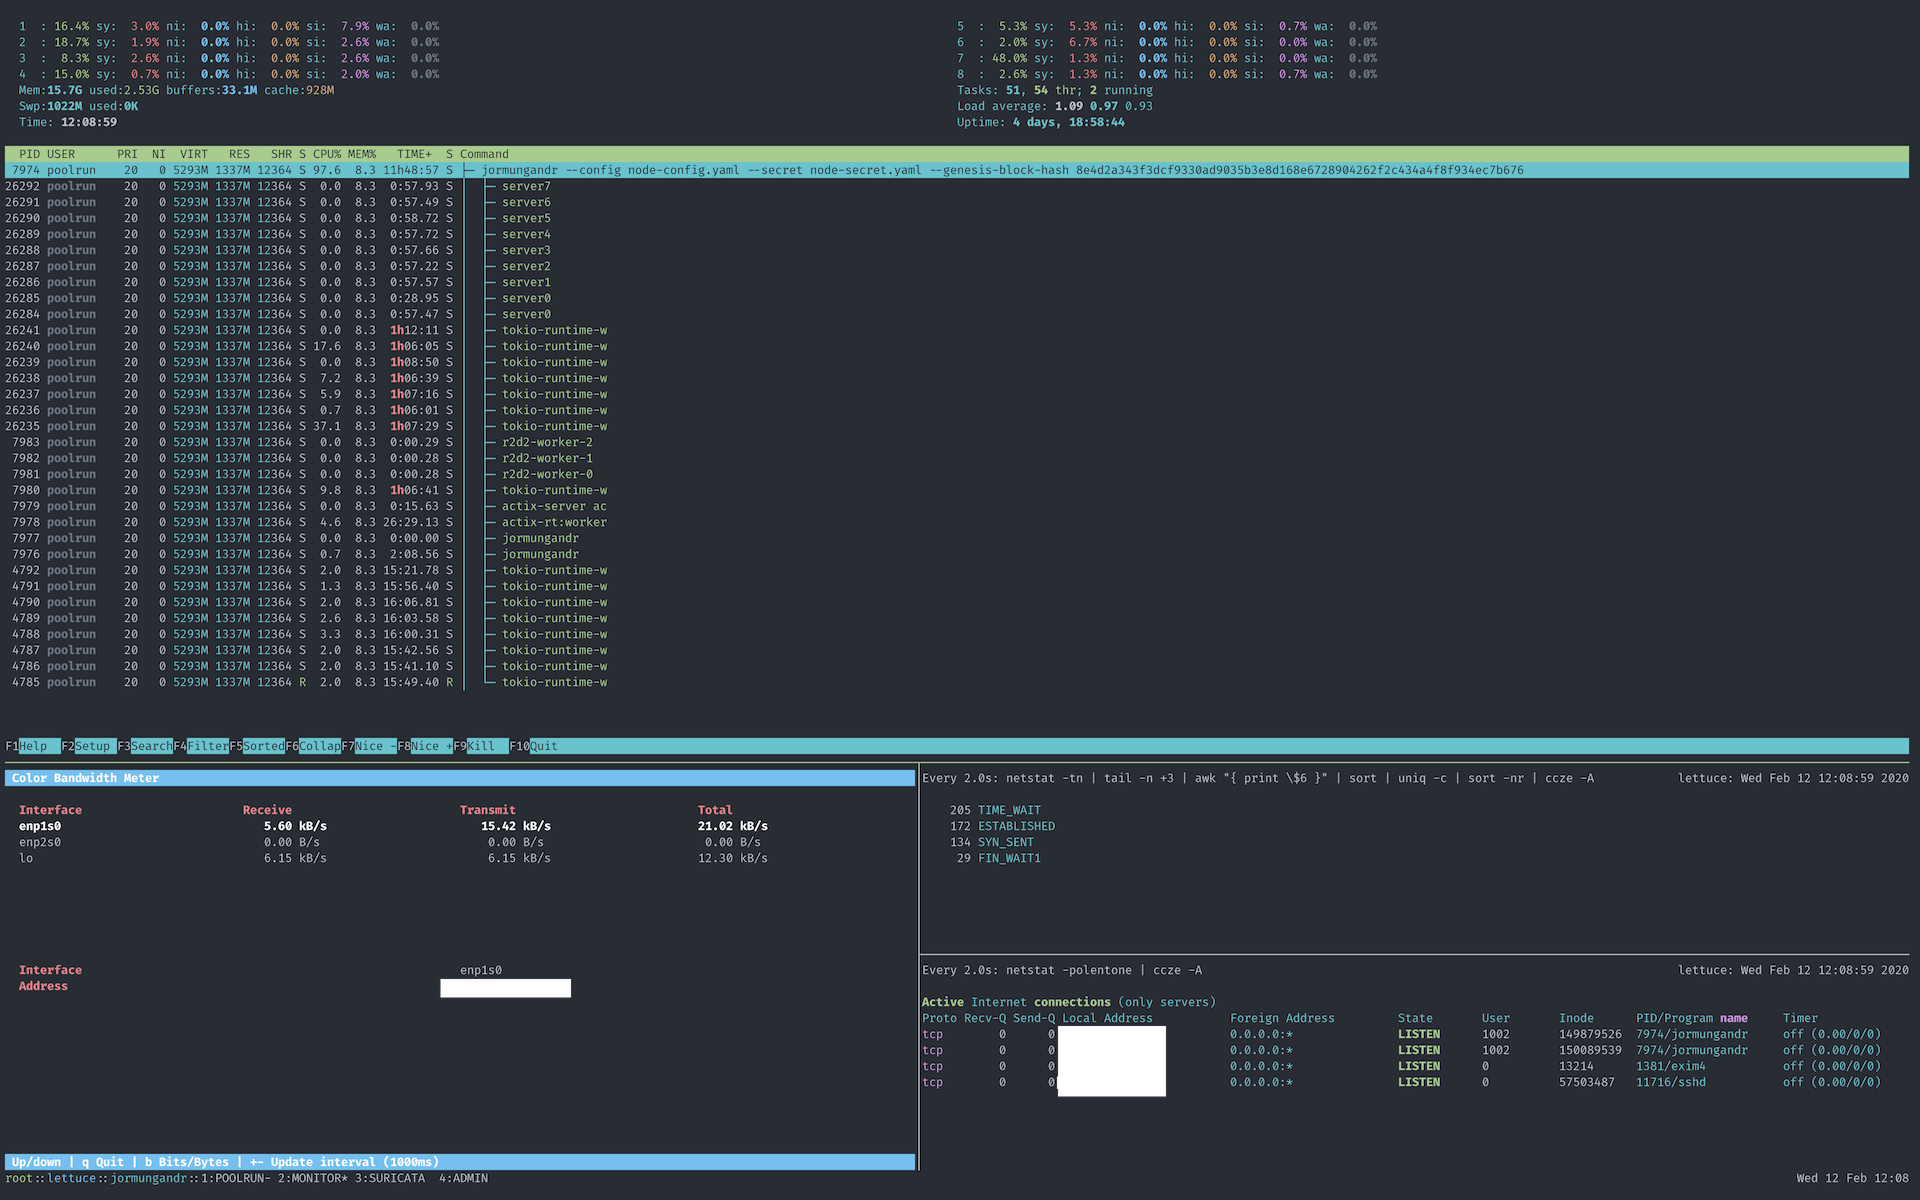 1  : 16.4% sy:  3.0% ni:  0.0% hi:  0.0% si:  7.9% wa:  0.0%
2  : 18.7% sy:  1.9% ni:  0.0% hi:  0.0% si:  2.6% wa:  0.0%
3  :  8.3% sy:  2.6% ni:  0.0% hi:  0.0% si:  2.6% wa:  0.0%
4  : 15.0% sy:  0.7% ni:  0.0% hi:  0.0% si:  2.0% wa:  0.0%
Mem:15.7G used:2.53G buffers:33.1M cache:928M
Swp:1022M used:0K
Time: 12:08:59
5  :  5.3% sy:  5.3% ni:  0.0% hi:  0.0% si:  0.7% wa:  0.0%
6  :  2.0% sy:  6.7% ni:  0.0% hi:  0.0% si:  0.0% wa:  0.0%
7  : 48.0% sy:  1.3% ni:  0.0% hi:  0.0% si:  0.0% wa:  0.0%
8  :  2.6% sy:  1.3% ni:  0.0% hi:  0.0% si:  0.7% wa:  0.0%
Tasks: 51, 54 thr; 2 running
Load average: 1.09 0.97 0.93
Uptime: 4 days, 18:58:44
PID USER PRI NI VIRT RES SHR S CPU% MEM% TIME+ S Command
7974 poolrun 20 0 5293M 1337M 12364 S 97.6 8.3 11h48:57 S jormungandr --config node-config.yaml --secret node-secret.yaml --genesis-block-hash 8e4d2a343f3dcf9330ad9035b3e8d168e6728904262f2c434a4f8f934ec7b676
26292 poolrun 20 0 5293M 1337M 12364 S 0.0 8.3 0:57.93 S server7
26291 poolrun 20 0 5293M 1337M 12364 S 0.0 8.3 0:57.49 S server6
26290 poolrun 20 0 5293M 1337M 12364 S 0.0 8.3 0:58.72 S server5
26289 poolrun 20 0 5293M 1337M 12364 S 0.0 8.3 0:57.72 S server4
26288 poolrun 20 0 5293M 1337M 12364 S 0.0 8.3 0:57.66 S server3
26287 poolrun 20 0 5293M 1337M 12364 S 0.0 8.3 0:57.22 S server2
26286 poolrun 20 0 5293M 1337M 12364 S 0.0 8.3 0:57.57 S server1
26285 poolrun 20 0 5293M 1337M 12364 S 0.0 8.3 0:28.95 S server0
26284 poolrun 20 0 5293M 1337M 12364 S 0.0 8.3 0:57.47 S server0
26241 poolrun 20 0 5293M 1337M 12364 S 0.0 8.3 1h12:11 S tokio-runtime-w
26240 poolrun 20 0 5293M 1337M 12364 S 17.6 8.3 1h06:05 S tokio-runtime-w
26239 poolrun 20 0 5293M 1337M 12364 S 0.0 8.3 1h08:50 S tokio-runtime-w
26238 poolrun 20 0 5293M 1337M 12364 S 7.2 8.3 1h06:39 S tokio-runtime-w
26237 poolrun 20 0 5293M 1337M 12364 S 5.9 8.3 1h07:16 S tokio-runtime-w
26236 poolrun 20 0 5293M 1337M 12364 S 0.7 8.3 1h06:01 S tokio-runtime-w
26235 poolrun 20 0 5293M 1337M 12364 S 37.1 8.3 1h07:29 S tokio-runtime-w
7983 poolrun 20 0 5293M 1337M 12364 S 0.0 8.3 0:00.29 S r2d2-worker-2
7982 poolrun 20 0 5293M 1337M 12364 S 0.0 8.3 0:00.28 S r2d2-worker-1
7981 poolrun 20 0 5293M 1337M 12364 S 0.0 8.3 0:00.28 S r2d2-worker-0
7980 poolrun 20 0 5293M 1337M 12364 S 9.8 8.3 1h06:41 S tokio-runtime-w
7979 poolrun 20 0 5293M 1337M 12364 S 0.0 8.3 0:15.63 S actix-server ac
7978 poolrun 20 0 5293M 1337M 12364 S 4.6 8.3 26:29.13 S actix-rt:worker
7977 poolrun 20 0 5293M 1337M 12364 S 0.0 8.3 0:00.00 S jormungandr
7976 poolrun 20 0 5293M 1337M 12364 S 0.7 8.3 2:08.56 S jormungandr
4792 poolrun 20 0 5293M 1337M 12364 S 2.0 8.3 15:21.78 S tokio-runtime-w
4791 poolrun 20 0 5293M 1337M 12364 S 1.3 8.3 15:56.40 S tokio-runtime-w
4790 poolrun 20 0 5293M 1337M 12364 S 2.0 8.3 16:06.81 S tokio-runtime-w
4789 poolrun 20 0 5293M 1337M 12364 S 2.6 8.3 16:03.58 S tokio-runtime-w
4788 poolrun 20 0 5293M 1337M 12364 S 3.3 8.3 16:00.31 S tokio-runtime-w
4787 poolrun 20 0 5293M 1337M 12364 S 2.0 8.3 15:42.56 S tokio-runtime-w
4786 poolrun 20 0 5293M 1337M 12364 S 2.0 8.3 15:41.10 S tokio-runtime-w
4785 poolrun 20 0 5293M 1337M 12364 R 2.0 8.3 15:49.40 R tokio-runtime-w
F1Help F2Setup F3SearchF4FilterF5SortedF6CollapF7Nice -F8Nice +F9Kill F10Quit
Color Bandwidth Meter
Interface Receive Transmit Total
enp1s0 5.60 kB/s 15.42 kB/s 21.02 kB/s
enp2s0 0.00 B/s 0.00 B/s 0.00 B/s
lo 6.15 kB/s 6.15 kB/s 12.30 kB/s
Interface enp1s0
Address
Up/down | q Quit | b Bits/Bytes | +- Update interval (1000ms)
Every 2.0s: netstat -tn | tail -n +3 | awk "{ print \$6 }" | sort | uniq -c | sort -nr | ccze -A lettuce: Wed Feb 12 12:08:59 2020
205 TIME_WAIT
172 ESTABLISHED
134 SYN_SENT
29 FIN_WAIT1
Every 2.0s: netstat -polentone | ccze -A lettuce: Wed Feb 12 12:08:59 2020
Active Internet connections (only servers)
Proto Recv-Q Send-Q Local Address Foreign Address State User Inode PID/Program name Timer
tcp 0 0 0.0.0.0:* LISTEN 1002 149879526 7974/jormungandr off (0.00/0/0)
tcp 0 0 0.0.0.0:* LISTEN 1002 150089539 7974/jormungandr off (0.00/0/0)
tcp 0 0 0.0.0.0:* LISTEN 0 13214 1381/exim4 off (0.00/0/0)
tcp 0 0 0.0.0.0:* LISTEN 0 57503487 11716/sshd off (0.00/0/0)
root::lettuce::jormungandr::1:POOLRUN- 2:MONITOR* 3:SURICATA 4:ADMIN Wed 12 Feb 12:08